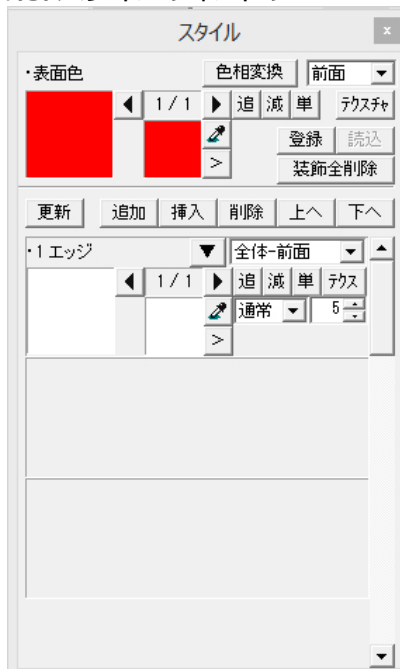 スタイル
x
・表面色 色相変換 前面
1/1 追 減 単 テクスチャ
登録 読込
> 装飾全削除
更新 追加 挿入 削除 上へ 下へ
・1エッジ 全体-前面
1/1 追 減 単 テクス
通常 5
>